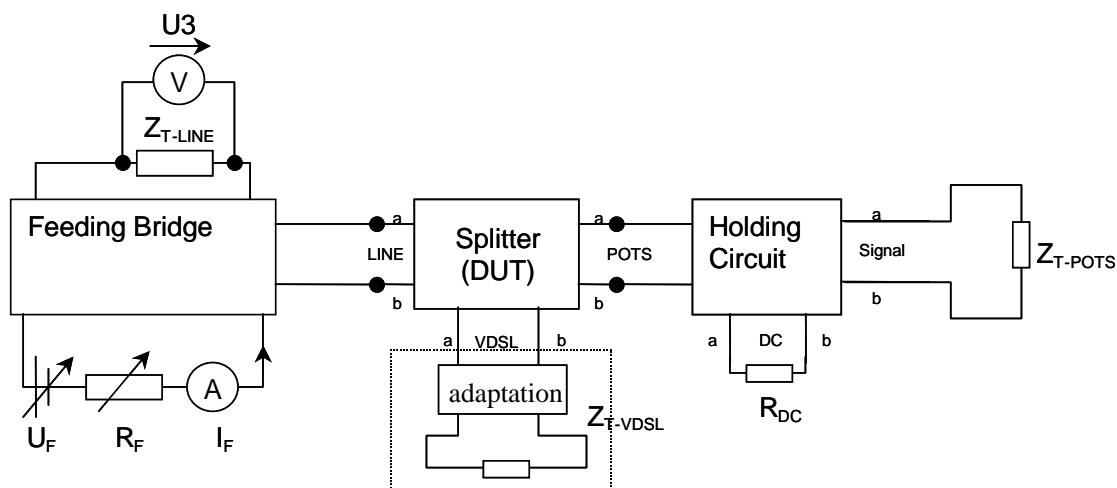 U3
V
ZT-LINE
Feeding Bridge
a
LINE
b
Splitter
(DUT)
a
POTS
b
Holding
Circuit
a
Signal
b
ZT-POTS
a VDSL b
a DC b
adaptation
ZT-VDSL
RDC
A
UF
RF
IF